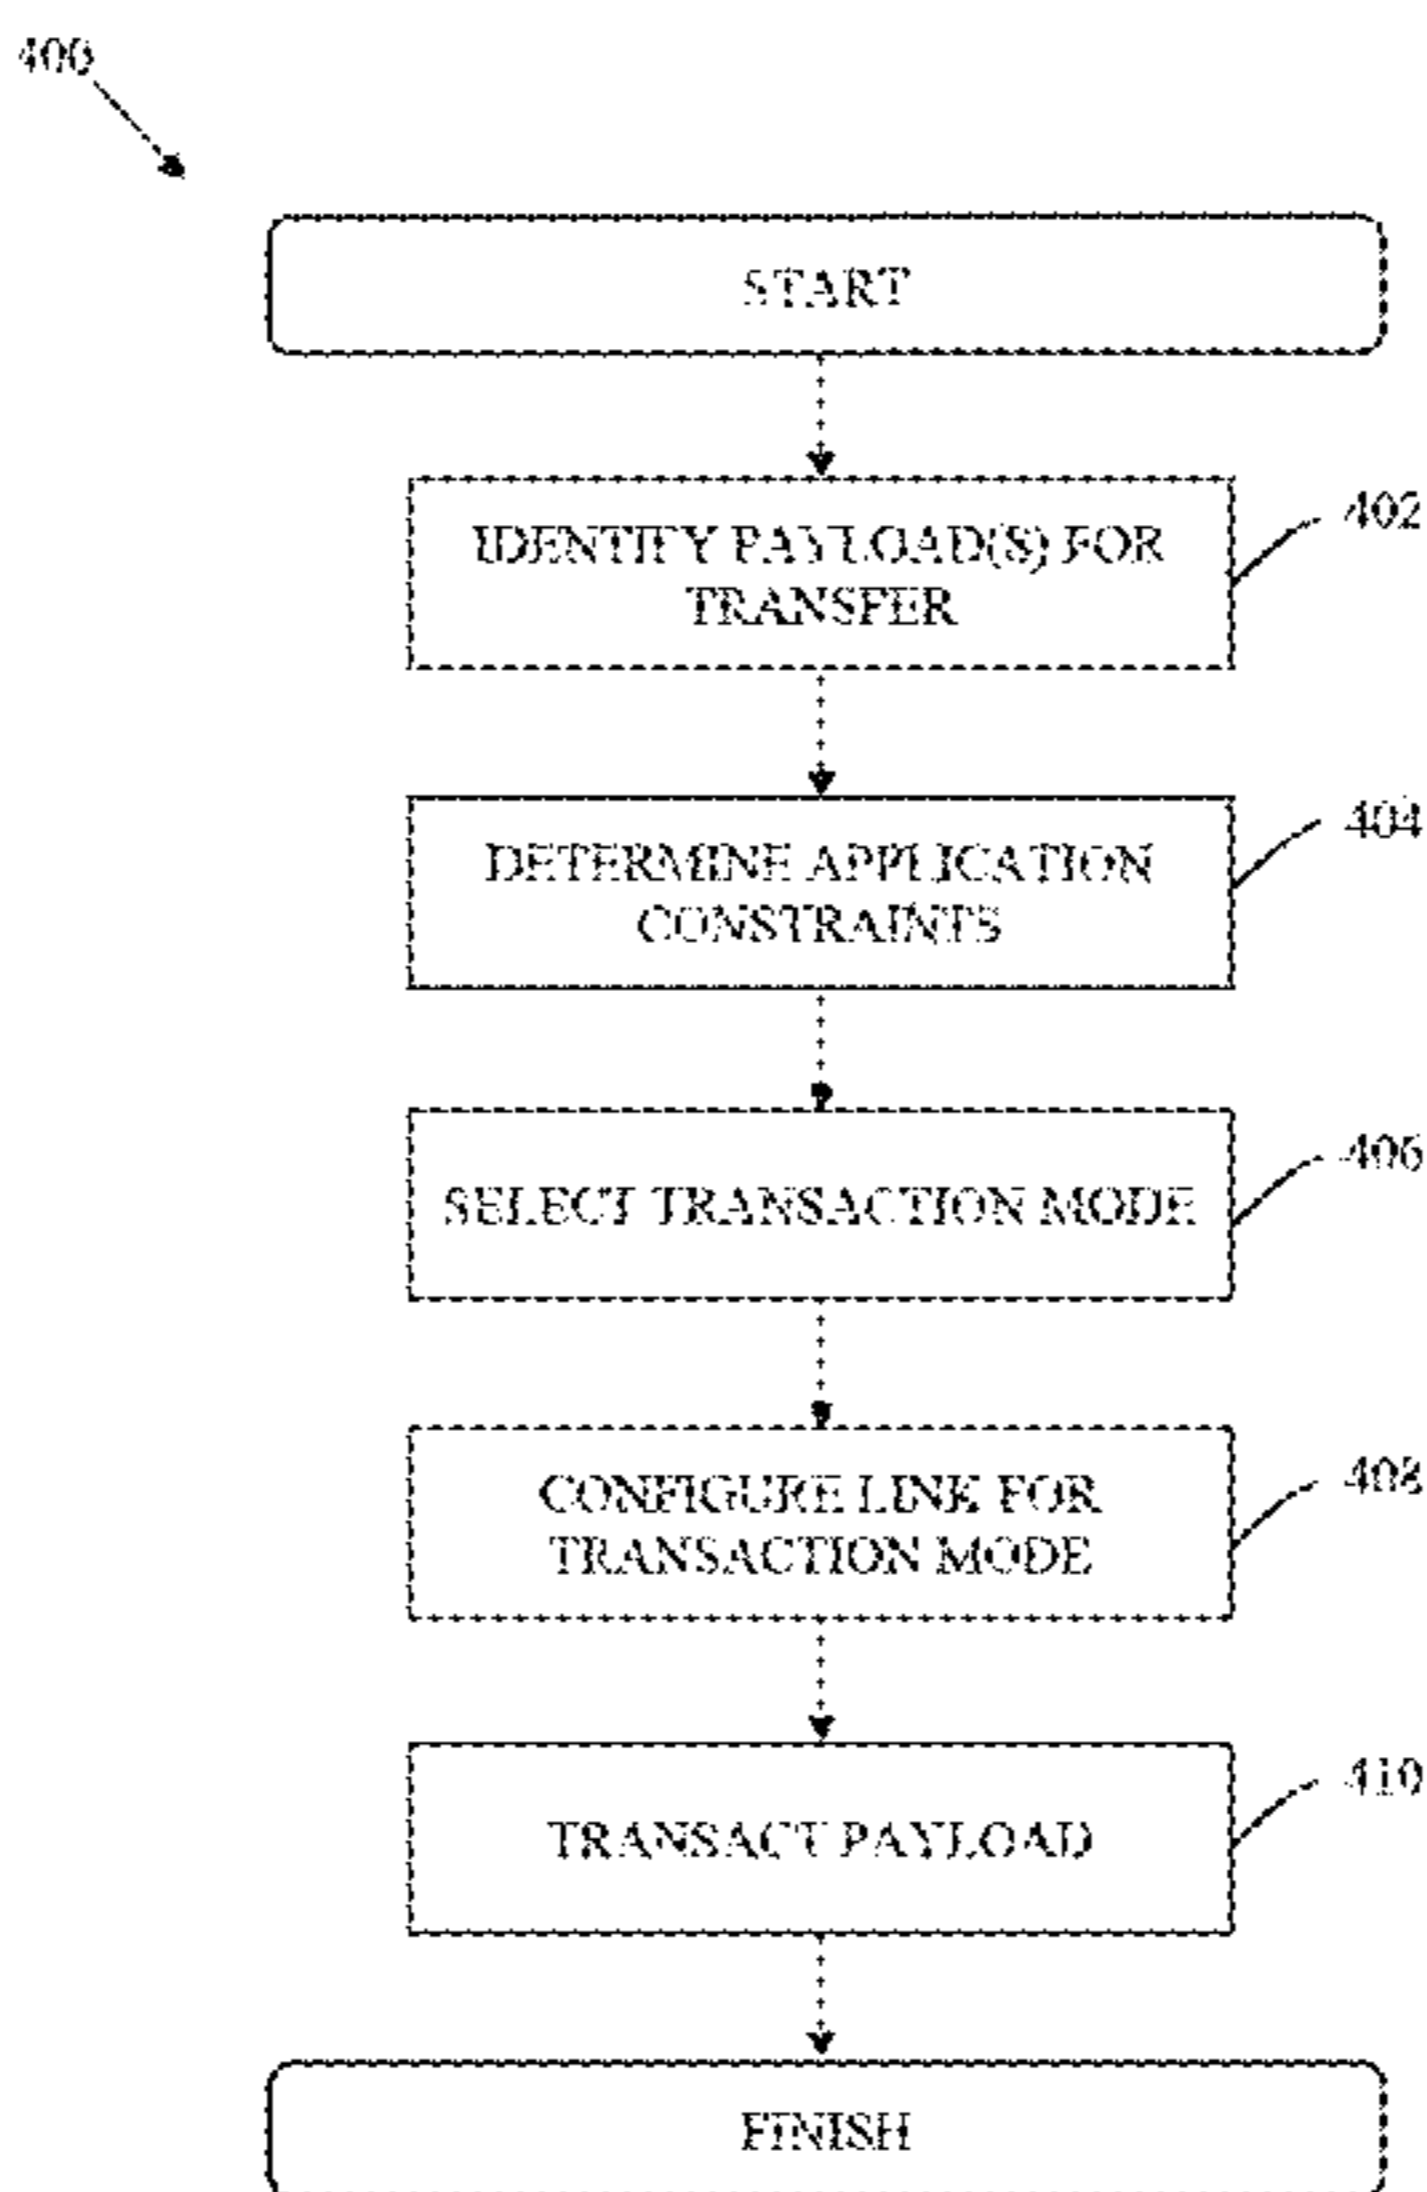 400
START
IDENTIFY PAYLOAD(S) FOR
TRANSFER
402
DETERMINE APPLICATION
CONSTRAINTS
404
SELECT TRANSACTION MODE
406
CONFIGURE LINK FOR
TRANSACTION MODE
408
TRANSACT PAYLOAD
410
FINISH